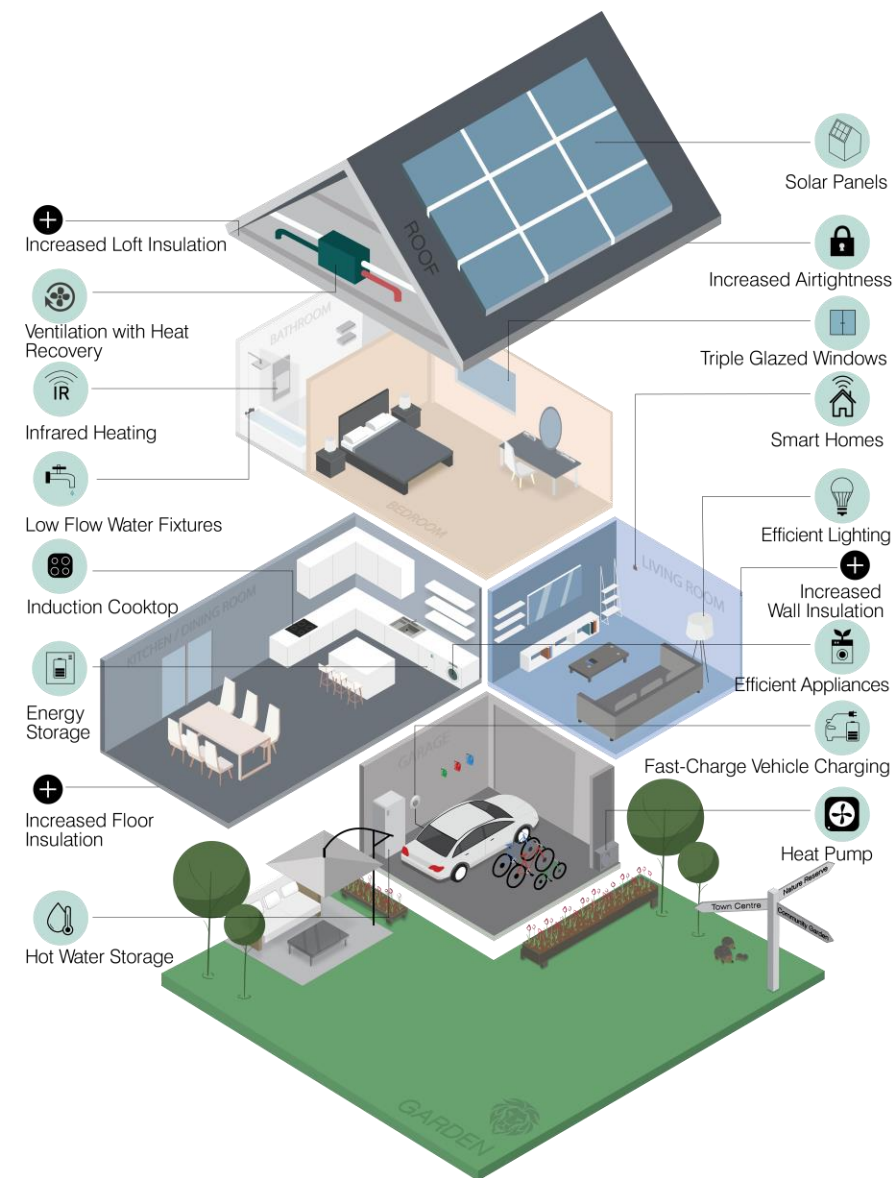 Solar Panels
ROOF
Increased Loft Insulation
Increased Airtightness
Ventilation with Heat
Recovery
BATHROOM
Triple Glazed Windows
IR
Infrared Heating
Smart Homes
Low Flow Water Fixtures
BEDROOM
Efficient Lighting
LIVING ROOM
Induction Cooktop
Increased
Wall Insulation
KITCHEN / DINING ROOM
Efficient Appliances
Energy
Storage
GARAGE
Fast-Charge Vehicle Charging
Increased Floor
Insulation
Heat Pump
Nature Reserve
Town Centre
Community Garden
Hot Water Storage
GARDEN